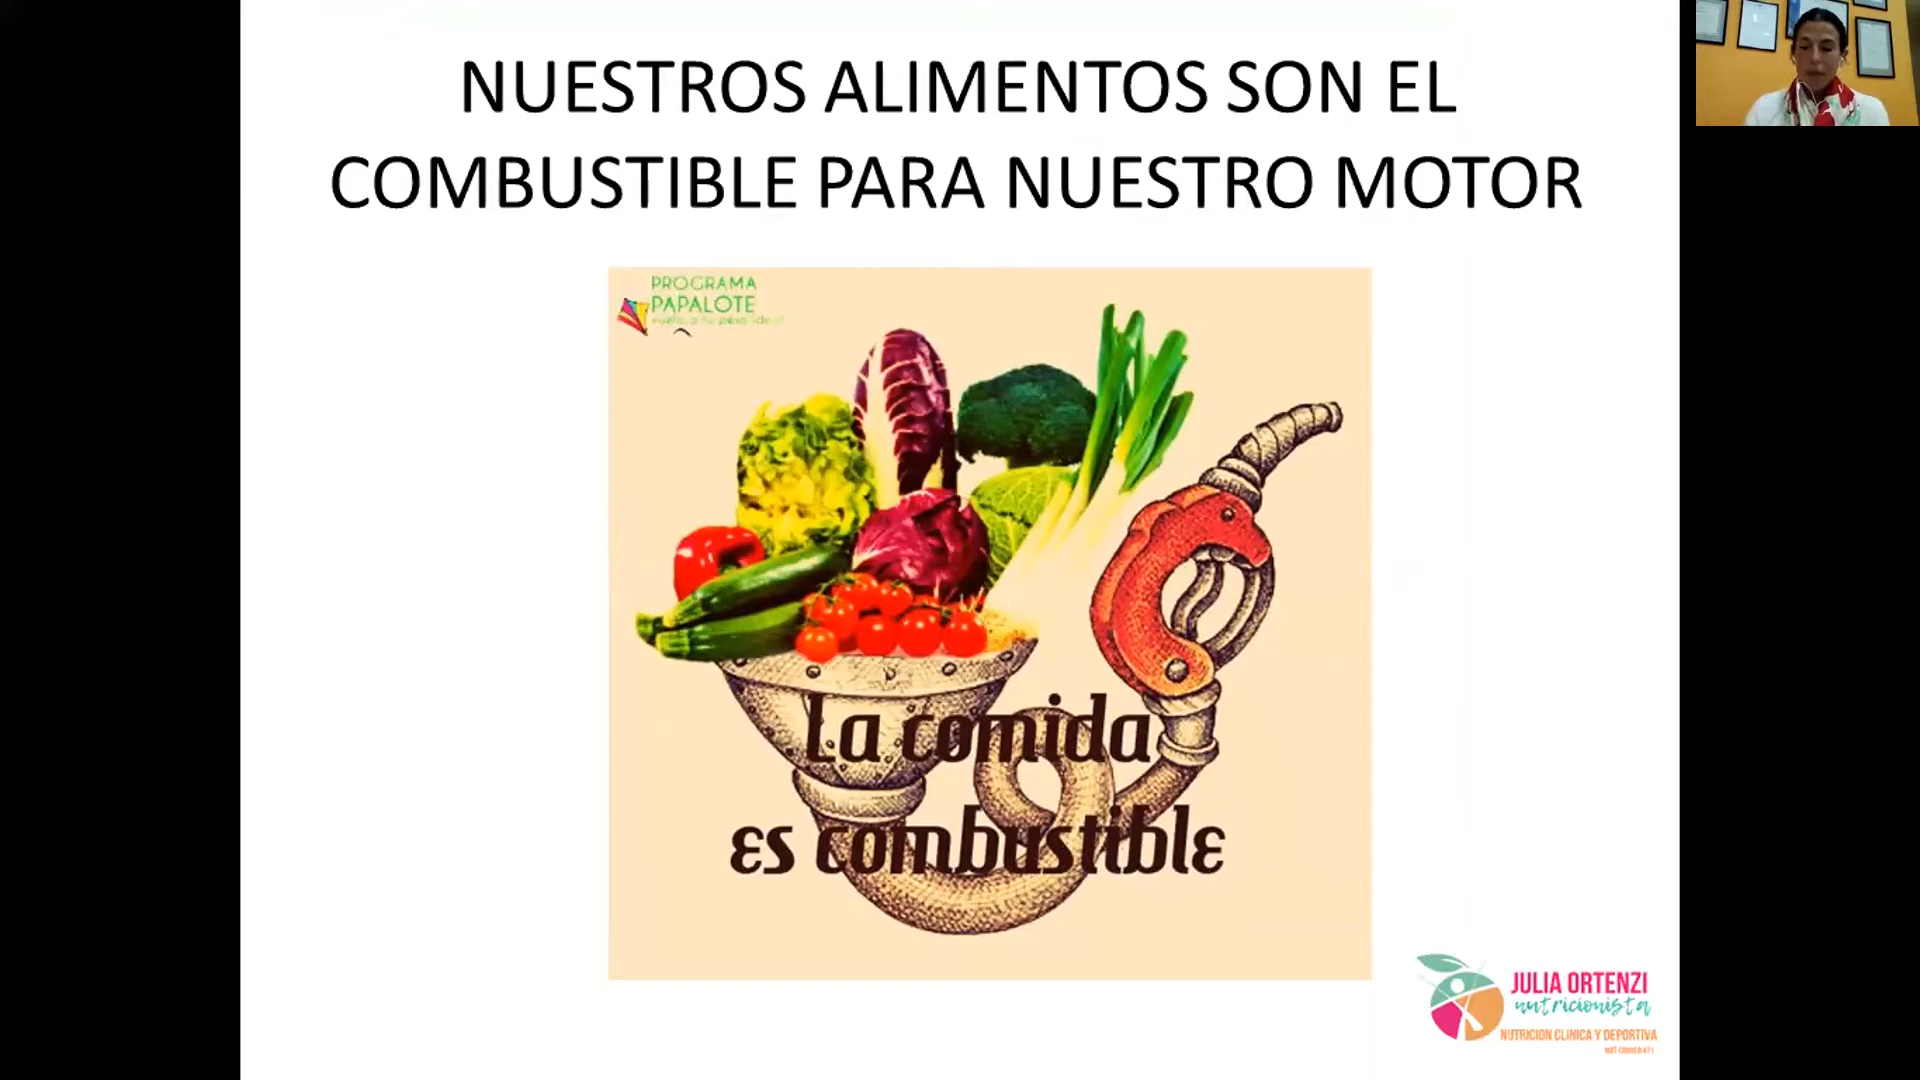 NUESTROS ALIMENTOS SON EL
COMBUSTIBLE PARA NUESTRO MOTOR
PROGRAMA
PAPALOTE
La comida
es combustible
JULIA ORTENZI
nutricionista
NUTRICION CLINICA Y DEPORTIVA